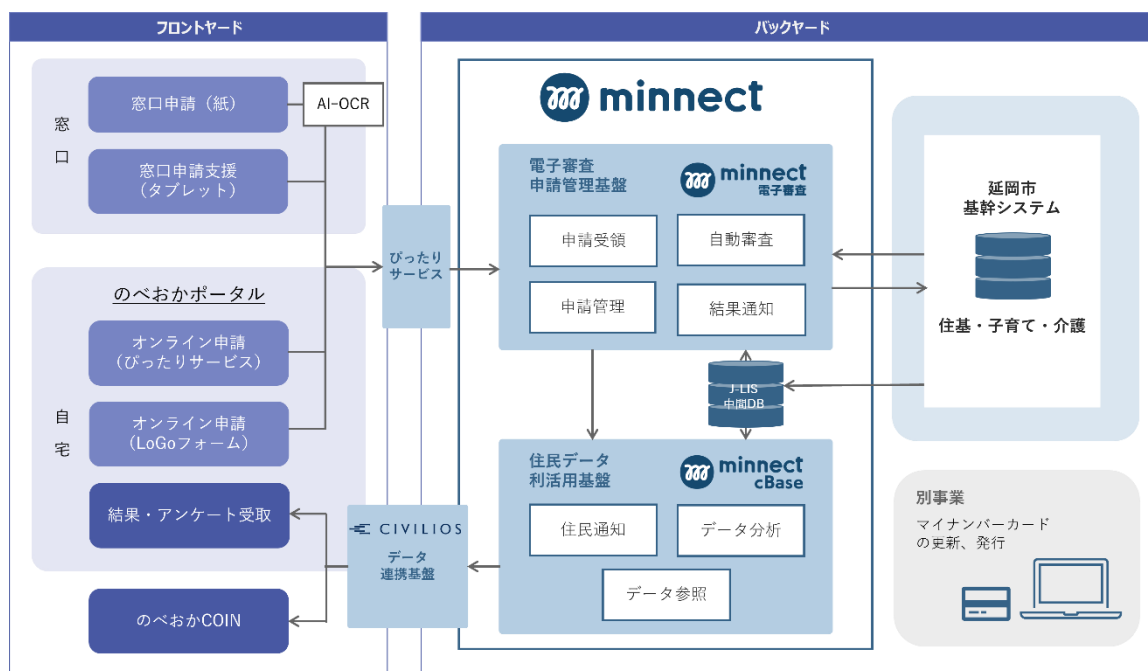 フロントヤード
バックヤード
窓口
窓口申請（紙）
AI-OCR
窓口申請支援
（タブレット）
のべおかポータル
自宅
オンライン申請
（ぴったりサービス）
オンライン申請
（LoGoフォーム）
結果・アンケート受取
のべおかCOIN
ぴったり
サービス
CIVILIOS
データ
連携基盤
minnect
電子審査
申請管理基盤
minnect
電子審査
申請受領
自動審査
申請管理
結果通知
J-LIS
中間DB
住民データ
利活用基盤
minnect
cBase
住民通知
データ分析
データ参照
延岡市
基幹システム
住基・子育て・介護
別事業
マイナンバーカード
の更新、発行